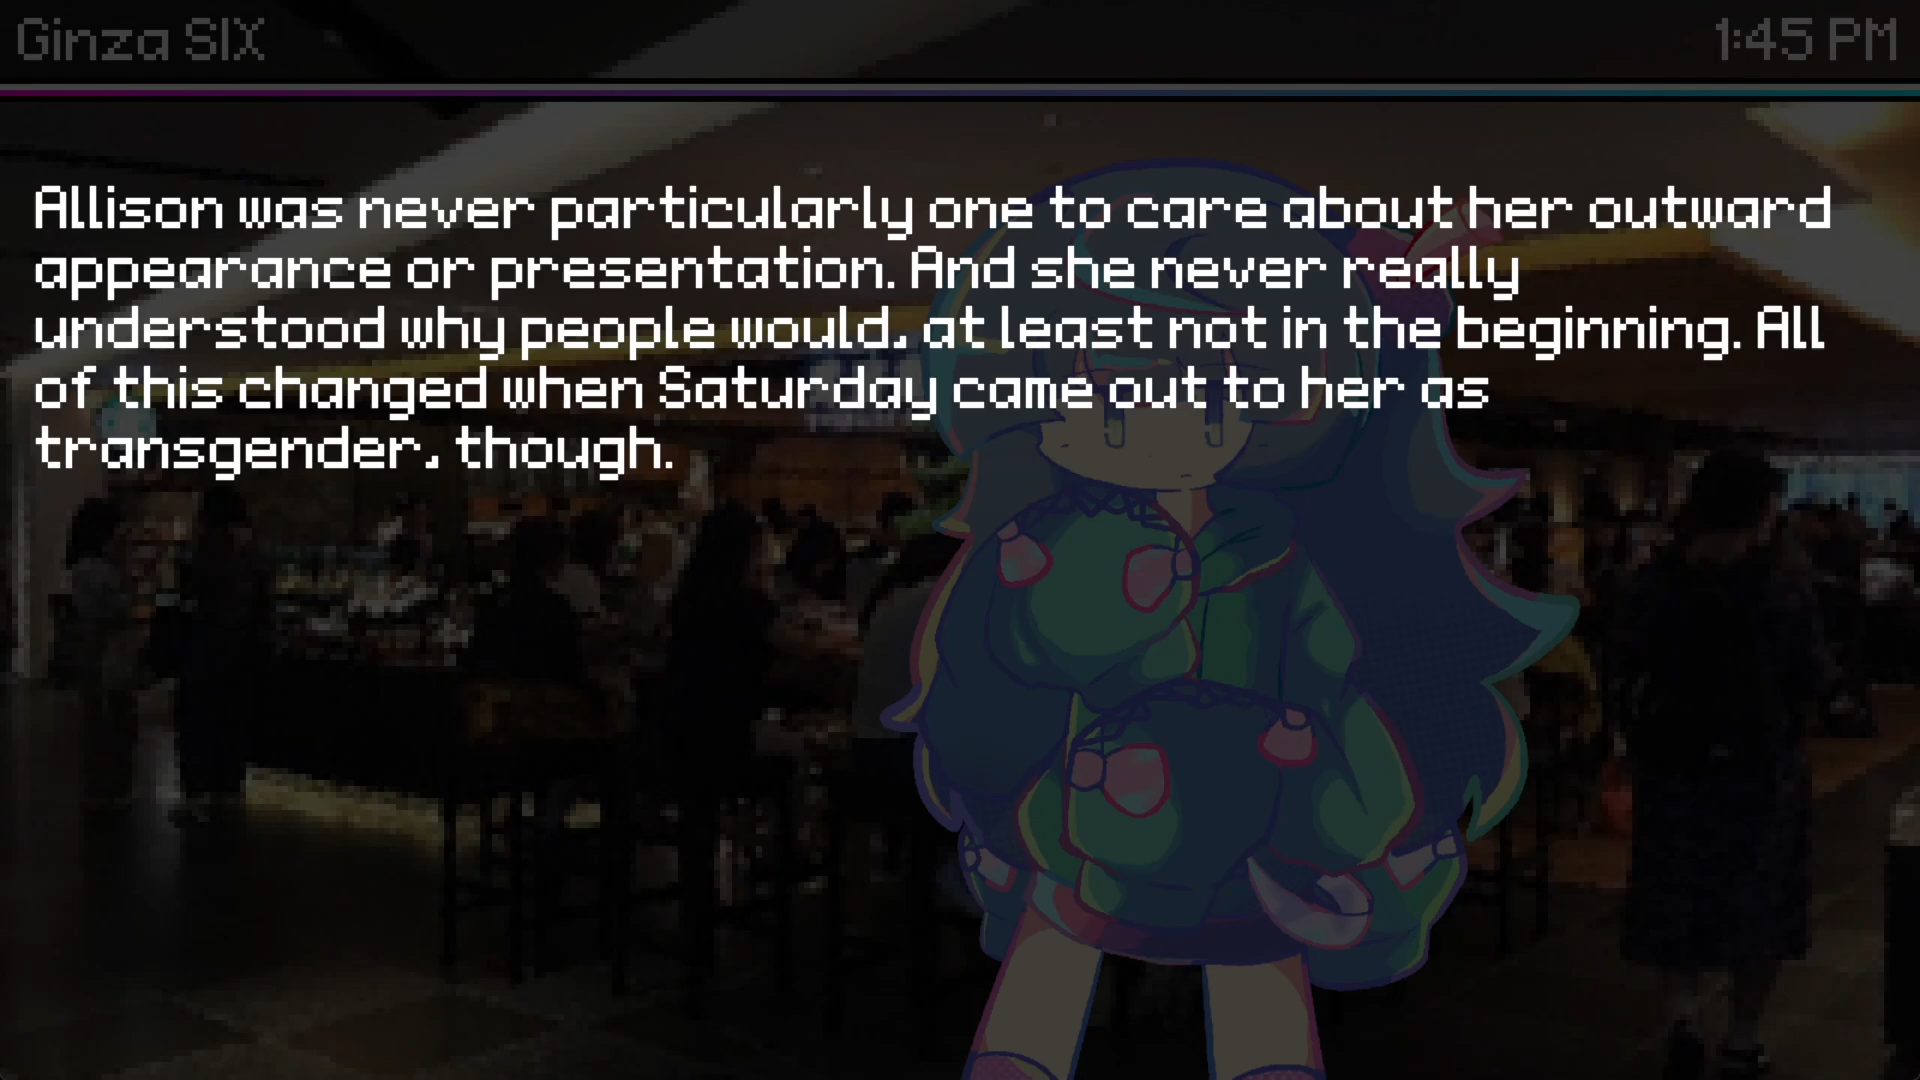 Ginza SIX
1:45 PM
Allison was never particularly one to care about her outward
appearance or presentation. And she never really
understood why people would, at least not in the beginning. All
of this changed when Saturday came out to her as
transgender, though.